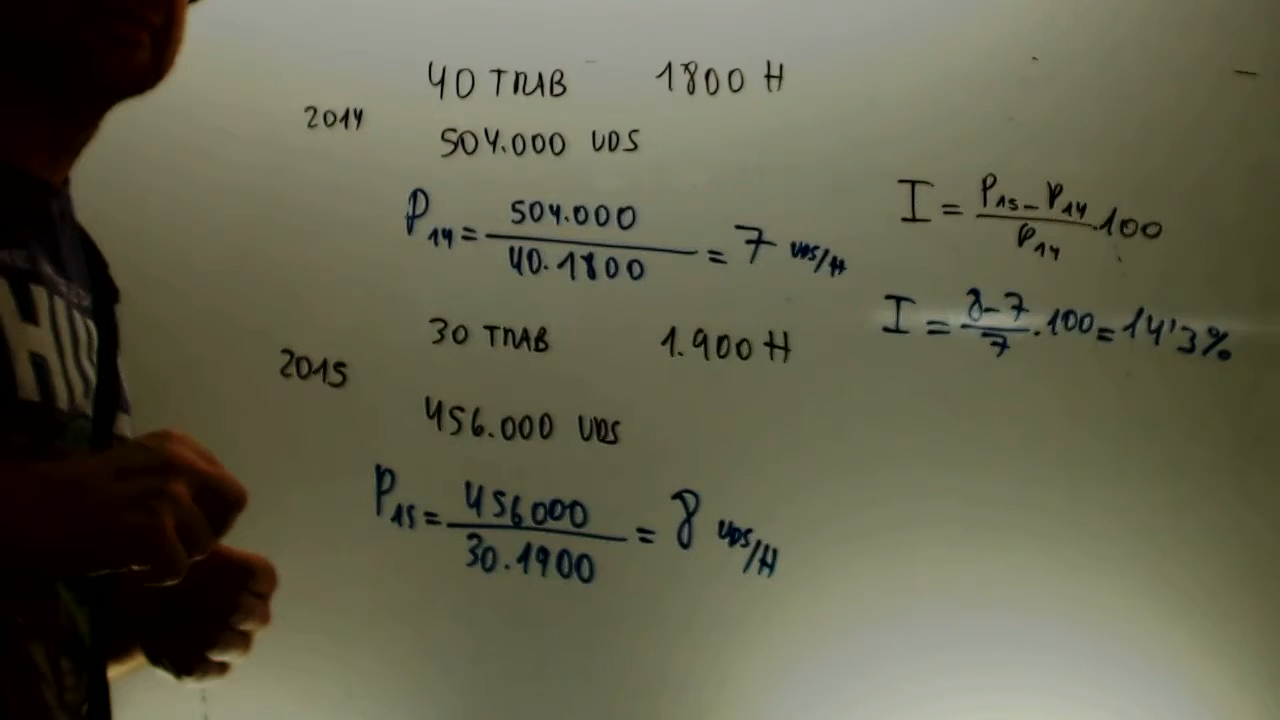 40 TRAB 1800 H
2014
504.000 UDS
P14 = 504.000 / 40.1800 = 7 UDS/H
30 TRAB 1.900 H
2015
456.000 UDS
P15 = 456000 / 30.1900 = 8 UDS/H
I = P15 - P14 / P14 . 100
I = 8-7 / 7 . 100 = 14'3%